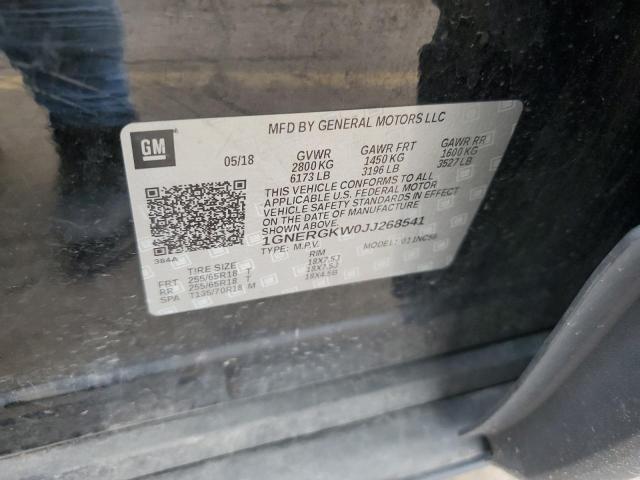 MFD BY GENERAL MOTORS LLC
GM
05/18 GVWR GAWR FRT GAWR RR
2800 KG 1450 KG 1600 KG
6173 LB 3196 LB 3527 LB
THIS VEHICLE CONFORMS TO ALL
APPLICABLE U.S. FEDERAL MOTOR
VEHICLE SAFETY STANDARDS IN EFFECT
ON THE DATE OF MANUFACTURE
SHOWN ABOVE.
1GNERGKW0JJ268541
TYPE: M.P.V. MODEL:
384A
TIRE SIZE RIM
FRT 255/65R18 T 18X7.5J
RR 255/65R18 T 18X7.5J
SPA T135/70R18 M 18X4.5B